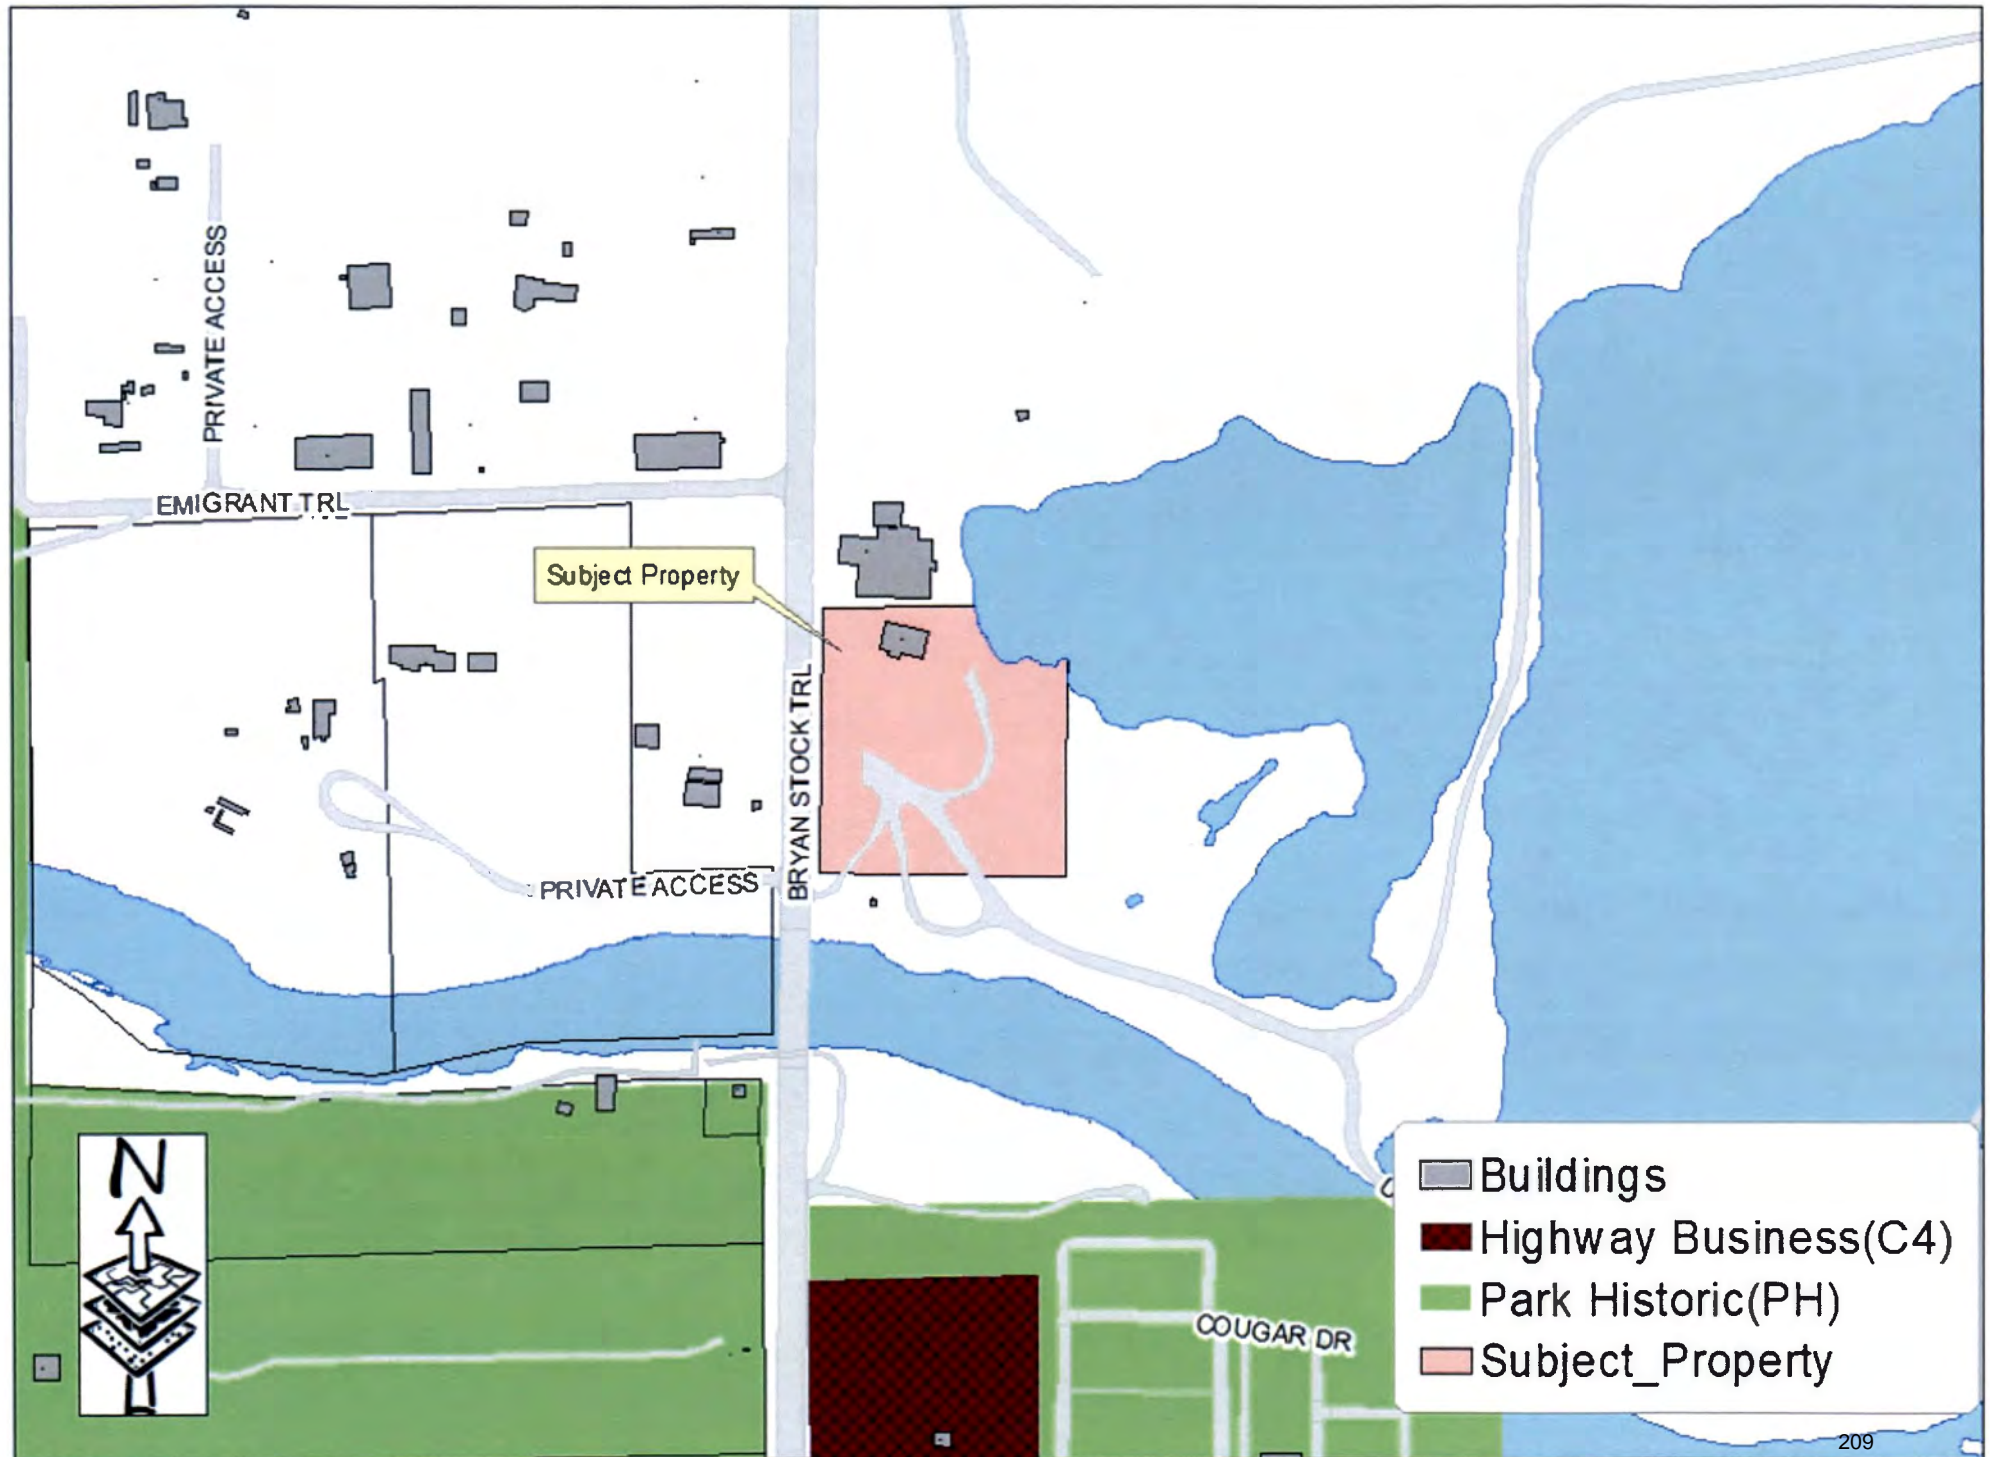 PRIVATE ACCESS
EMIGRANT TRL
Subject Property
BRYAN STOCK TRL
PRIVATE ACCESS
N
Buildings
Highway Business(C4)
Park Historic(PH)
Subject_Property
COUGAR DR
209